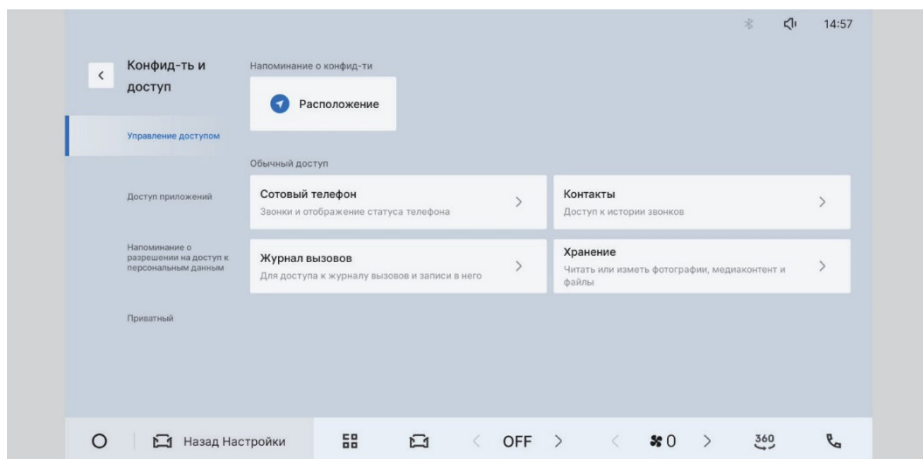 14:57
Конфид-ть и
доступ
Напоминание о конфид-ти
Расположение
Управление доступом
Обычный доступ
Доступ приложений
Сотовый телефон
Звонки и отображение статуса телефона
Контакты
Доступ к истории звонков
Напоминание о
разрешении на доступ к
персональным данным
Журнал вызовов
Для доступа к журналу вызовов и записи в него
Хранение
Читать или изметь фотографии, медиаконтент и
файлы
Приватный
Назад Настройки
OFF
0
360